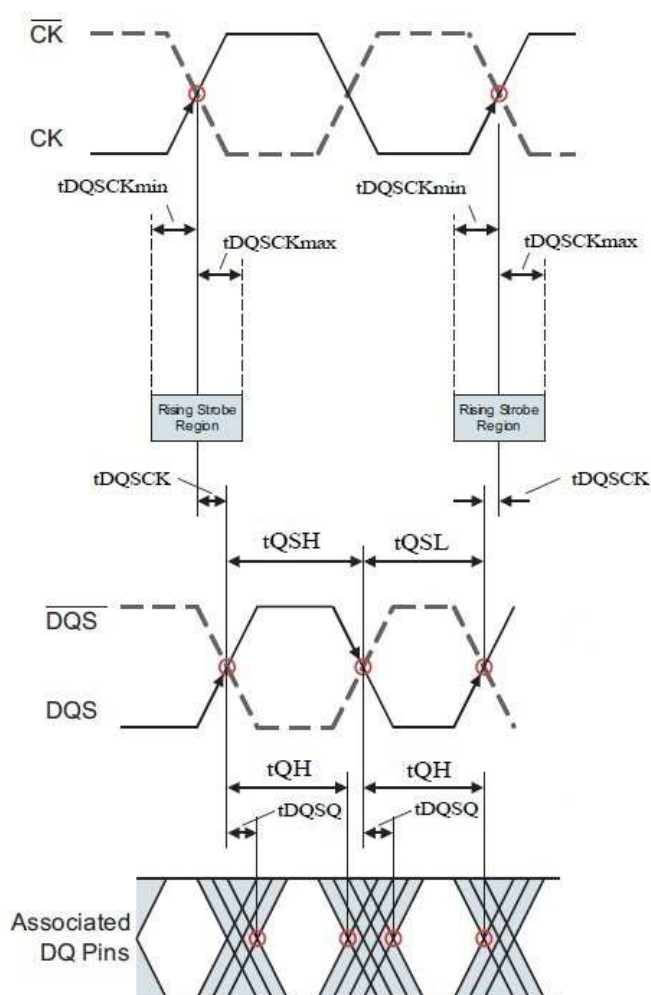 CK
CK
tDQSCKmin
tDQSCKmin
tDQSCKmax
tDQSCKmax
Rising Strobe
Region
Rising Strobe
Region
tDQSCK
tDQSCK
tQSH
tQSL
DQS
DQS
tQH
tQH
tDQSQ
tDQSQ
Associated
DQ Pins